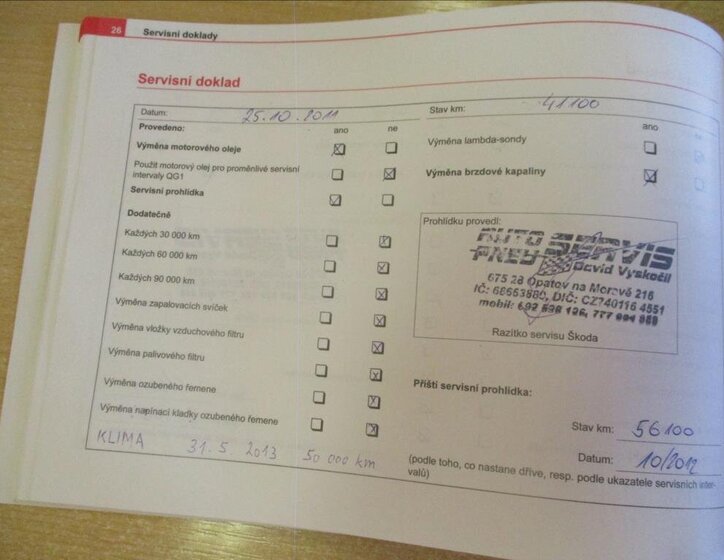 26 Servisní doklady
Servisní doklad
Datum: 25.10.2011
Stav km: 41100
Provedeno: ano ne
ano
Výměna motorového oleje
Výměna lambda-sondy
Použit motorový olej pro proměnlivé servisní
intervaly QG1
Výměna brzdové kapaliny
Servisní prohlídka
Dodatečně
Každých 30 000 km
Každých 60 000 km
Každých 90 000 km
Výměna zapalovacích svíček
Výměna vložky vzduchového filtru
Výměna palivového filtru
Výměna ozubeného řemene
Výměna napínací kladky ozubeného řemene
KLIMA 31.5 2013 50 000 km
Prohlídku provedl:
AUTO SERVIS
PNEU
David Vyskočil
675 28 Opatov na Moravě 216
IČ: 68663580, DIČ: CZ740116 4551
mobil:
Razítko servisu Škoda
Příští servisní prohlídka:
Stav km: 56100
Datum: 10/2012
(podle toho, co nastane dříve, resp. podle ukazatele servisních inter-
valů)